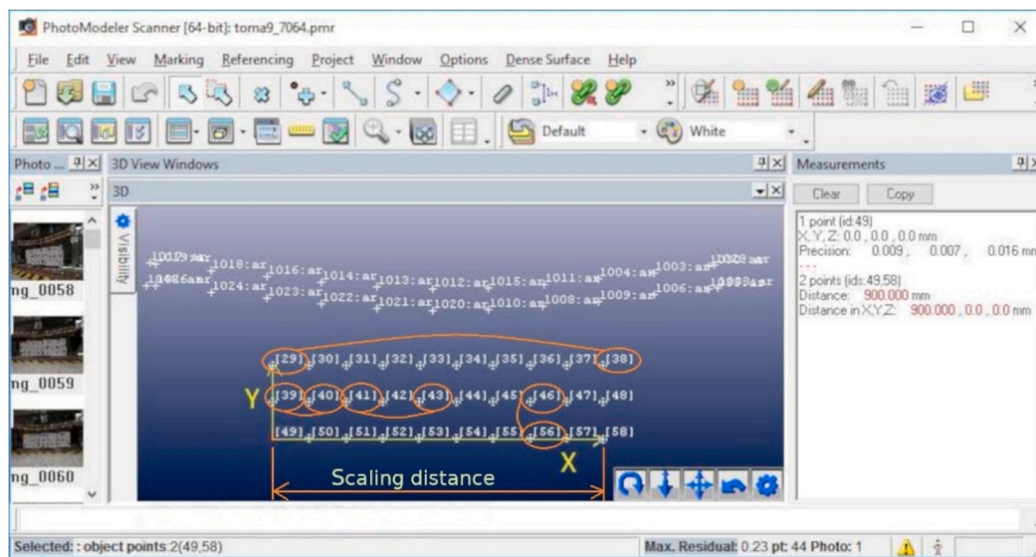 PhotoModeler Scanner [64-bit]: toma9_7064.pmr
File Edit View Marking Referencing Project Window Options Dense Surface Help
Default White
Photo ... 3D View Windows Measurements
3D Clear Copy
Visibility
1 point (id:49)
X, Y, Z: 0.0 , 0.0 , 0.0 mm
Precision: 0.009 , 0.007 , 0.016 mm
---
2 points (ids:49,58)
Distance: 900.000 mm
Distance in X,Y,Z: 900.000 , 0.0 , 0.0 mm
1018:ar 1016:ar 1014:ar 1013:ar 1012:ar 1015:ar 1011:ar 1004:ar 1003:ar
1024:ar 1023:ar 1022:ar 1021:ar 1020:ar 1010:ar 1008:ar 1009:ar 1006:ar
ng_0058
[29] [30] [31] [32] [33] [34] [35] [36] [37] [38]
ng_0059
Y [39] [40] [41] [42] [43] [44] [45] [46] [47] [48]
[49] [50] [51] [52] [53] [54] [55] [56] [57] [58]
X
ng_0060
Scaling distance
Selected: : object points:2(49,58) Max. Residual: 0.23 pt: 44 Photo: 1